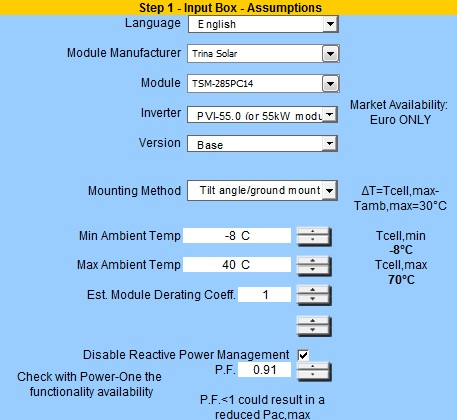 Step 1 - Input Box - Assumptions
Language English
Module Manufacturer Trina Solar
Module TSM-285PC14
Inverter PVI-55.0 (or 55kW modu
Market Availability:
Euro ONLY
Version Base
Mounting Method Tilt angle/ground mount
ΔT=Tcell,max-
Tamb,max=30°C
Min Ambient Temp -8 C
Tcell,min
-8°C
Max Ambient Temp 40 C
Tcell,max
70°C
Est. Module Derating Coeff. 1
Disable Reactive Power Management
P.F. 0.91
Check with Power-One the
functionality availability
P.F.<1 could result in a
reduced Pac,max